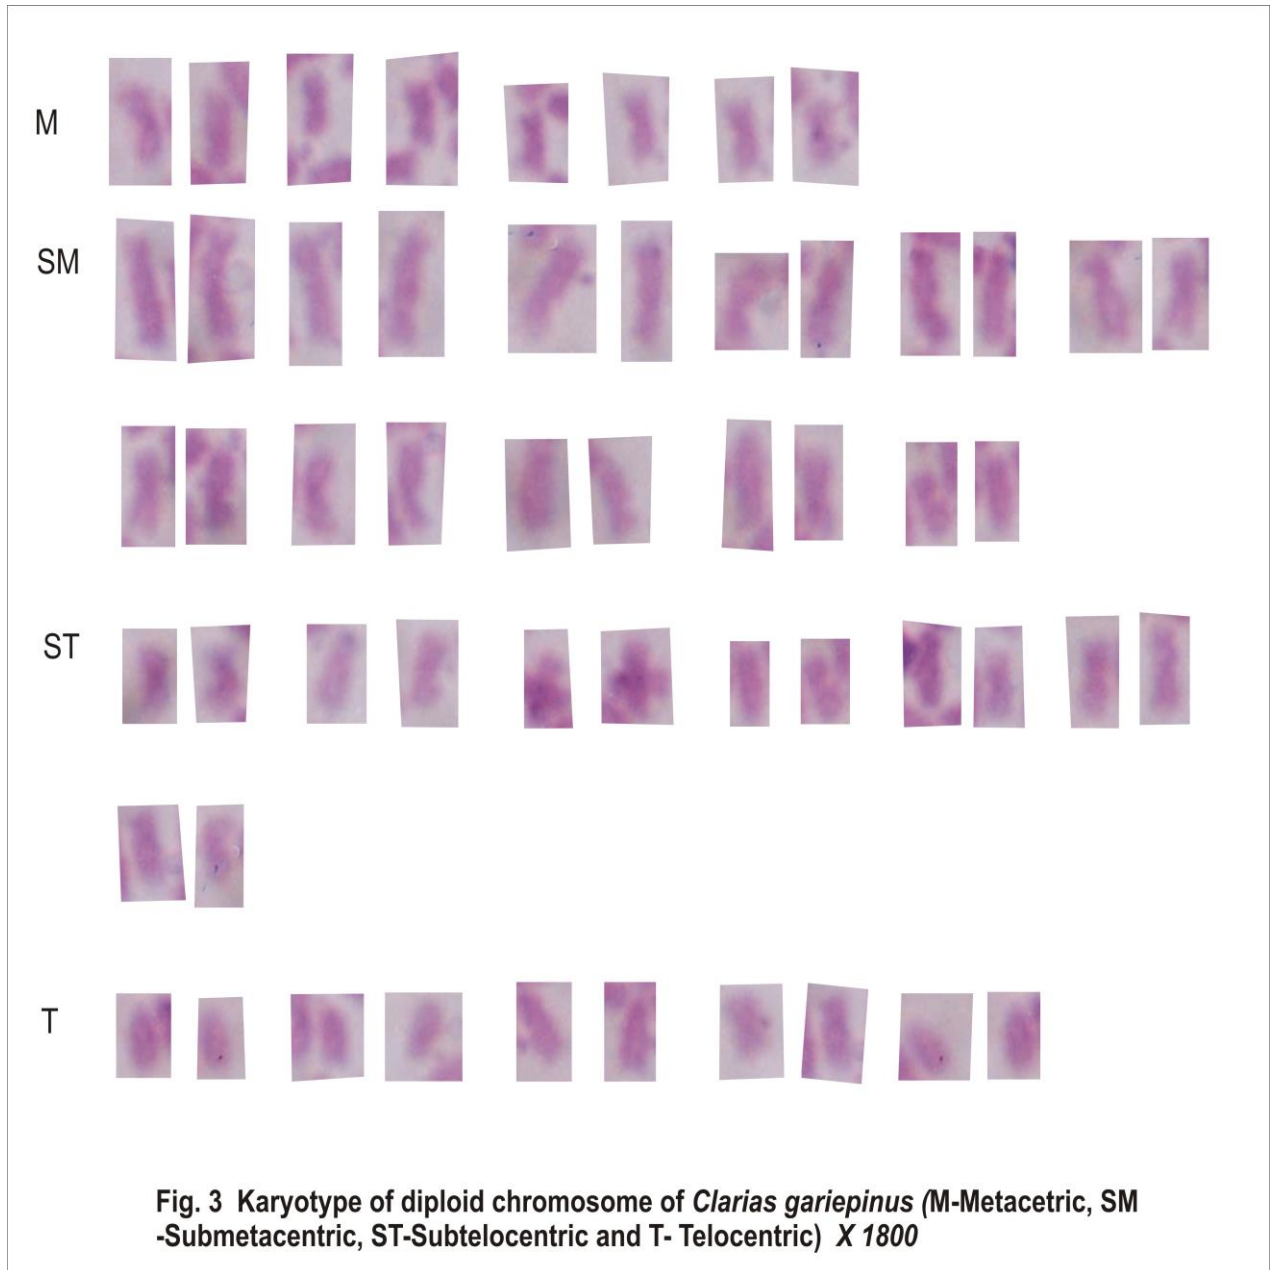 M
SM
ST
T
Fig. 3 Karyotype of diploid chromosome of Clarias gariepinus (M-Metacetric, SM
-Submetacentric, ST-Subtelocentric and T- Telocentric) X 1800